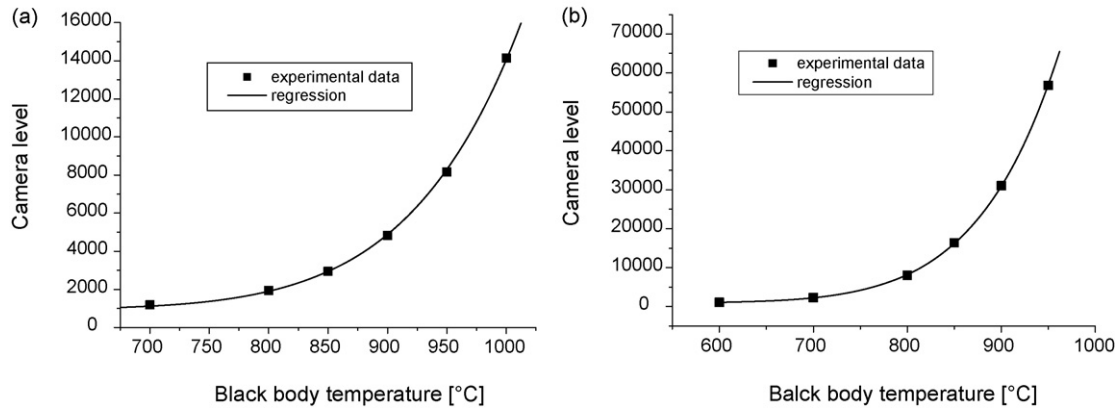 (a)
16000
14000
12000
10000
8000
6000
4000
2000
0
Camera level
experimental data
regression
700 750 800 850 900 950 1000
Black body temperature [°C]
(b)
70000
60000
50000
40000
30000
20000
10000
0
Camera level
experimental data
regression
600 700 800 900 1000
Balck body temperature [°C]